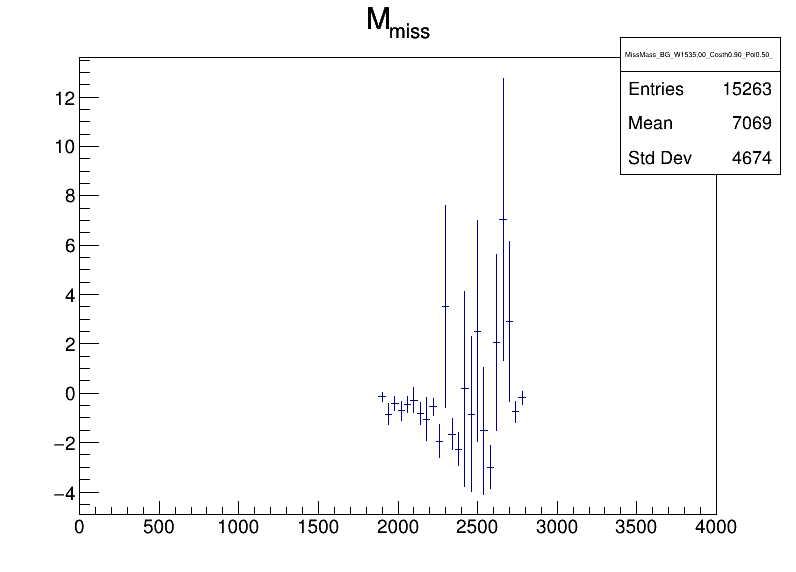 M_miss
MissMass_BG_W1535.00_Costh0.90_Pol0.50_
Entries 15263
Mean 7069
Std Dev 4674
12
10
8
6
4
2
0
−2
−4
0 500 1000 1500 2000 2500 3000 3500 4000